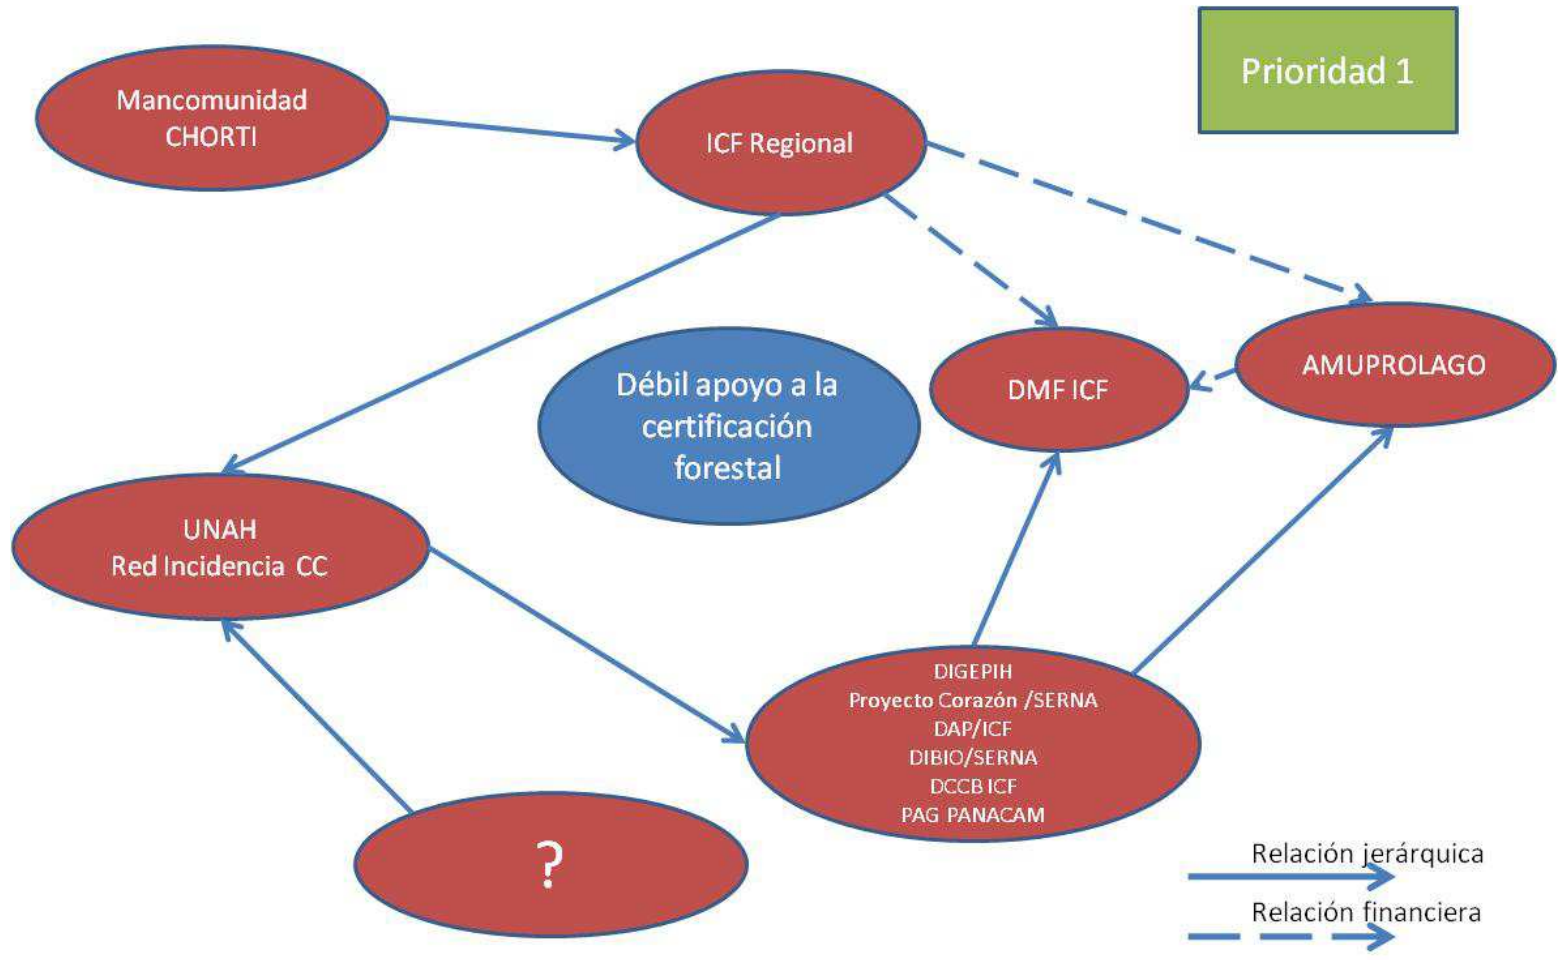 Prioridad 1
Mancomunidad
CHORTI
ICF Regional
AMUPROLAGO
DMF ICF
Débil apoyo a la
certificación
forestal
UNAH
Red Incidencia CC
DIGEPIH
Proyecto Corazón /SERNA
DAP/ICF
DIBIO/SERNA
DCCB ICF
PAG PANACAM
?
Relación jerárquica
Relación financiera